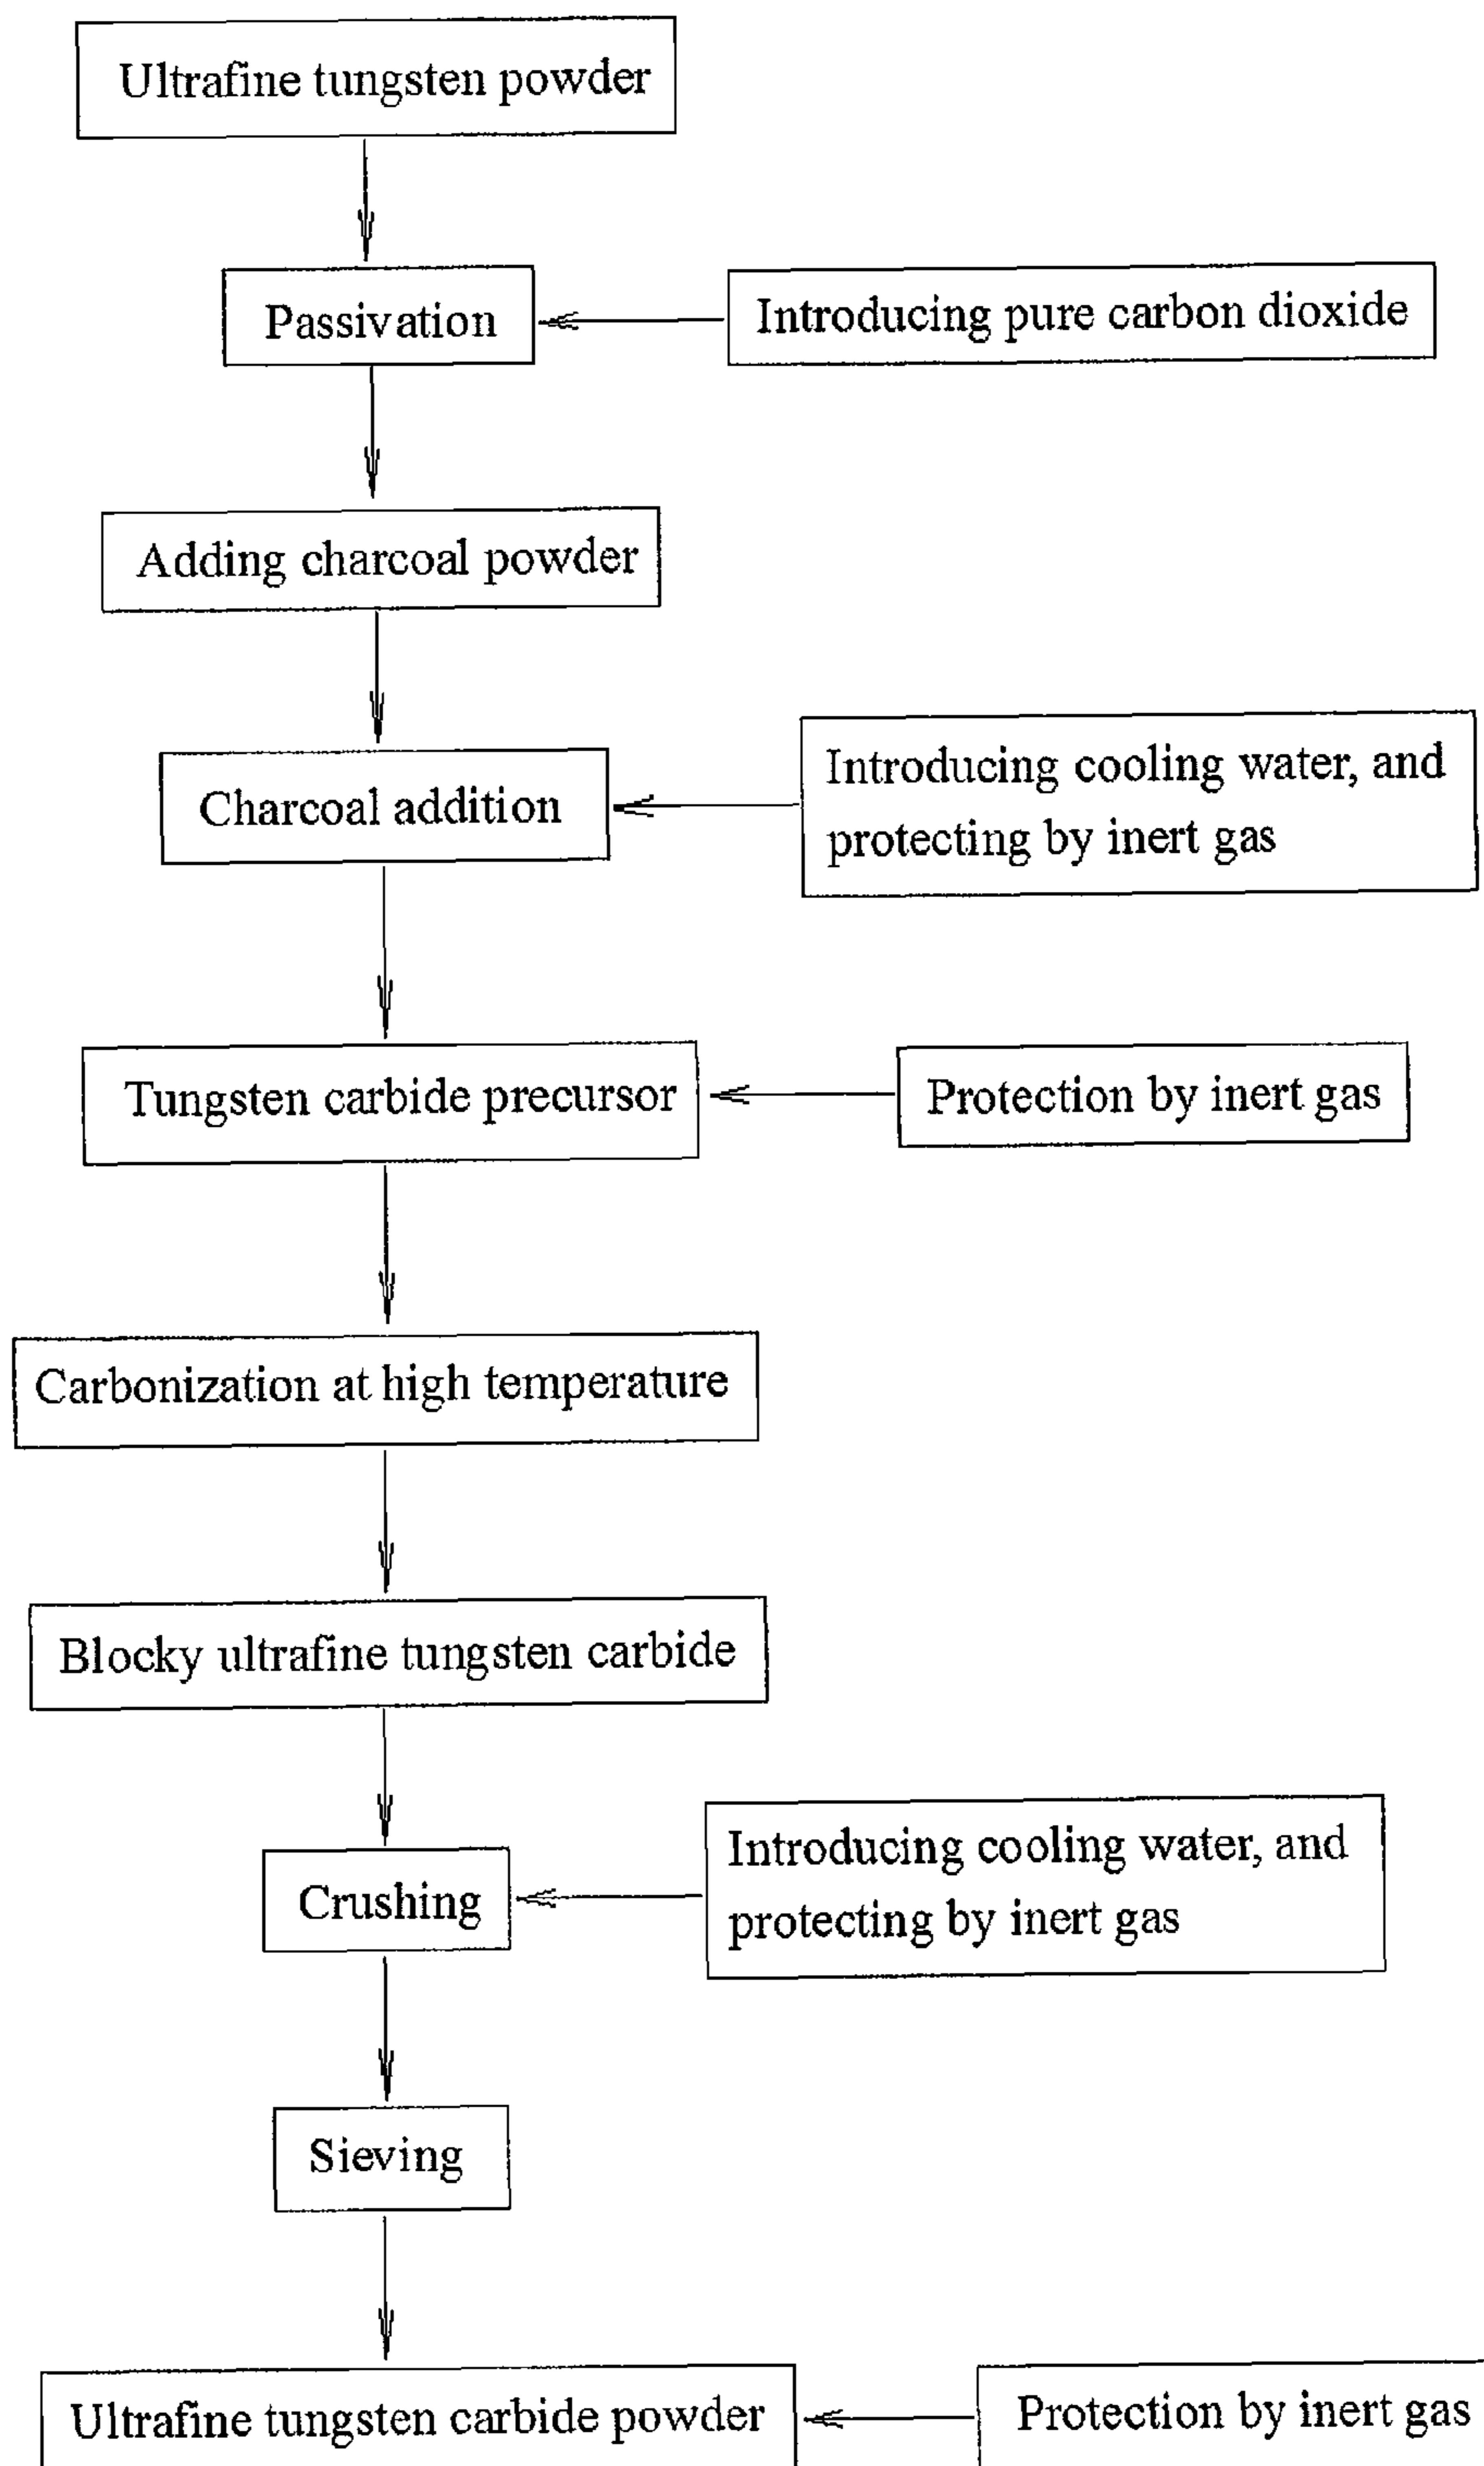 Ultrafine tungsten powder
Passivation
Introducing pure carbon dioxide
Adding charcoal powder
Charcoal addition
Introducing cooling water, and
protecting by inert gas
Tungsten carbide precursor
Protection by inert gas
Carbonization at high temperature
Blocky ultrafine tungsten carbide
Crushing
Introducing cooling water, and
protecting by inert gas
Sieving
Ultrafine tungsten carbide powder
Protection by inert gas